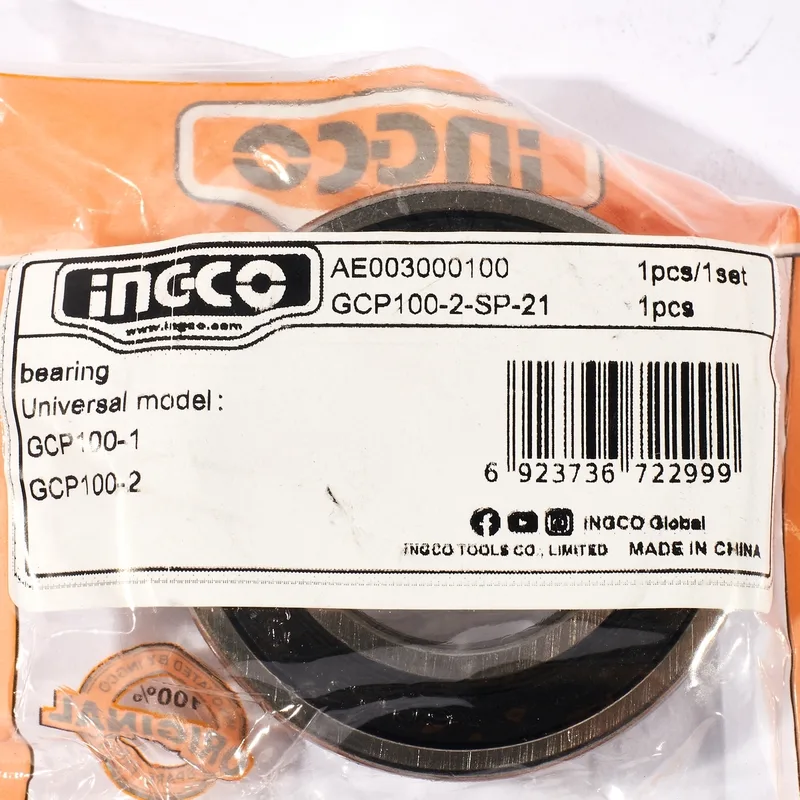 INGCO
INGCO
AE003000100 1pcs/1set
GCP100-2-SP-21 1pcs
www.ingco.com
bearing
Universal model:
GCP100-1
GCP100-2
6 923736 722999
INGCO Global
INGCO TOOLS CO., LIMITED MADE IN CHINA
100%
ORIGINAL